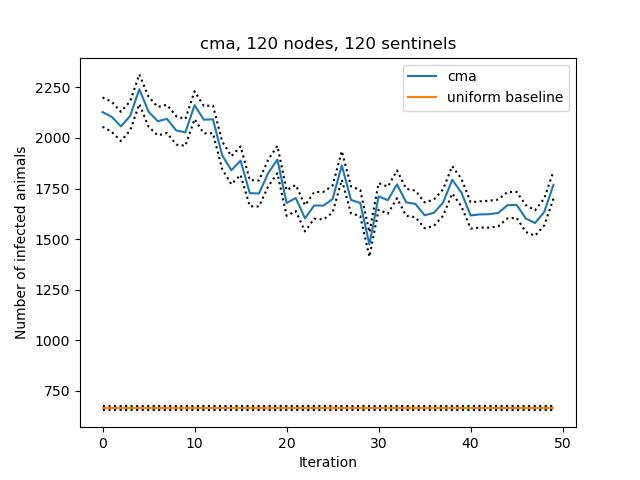 cma, 120 nodes, 120 sentinels
cma
uniform baseline
Number of infected animals
2250
2000
1750
1500
1250
1000
750
0 10 20 30 40 50
Iteration